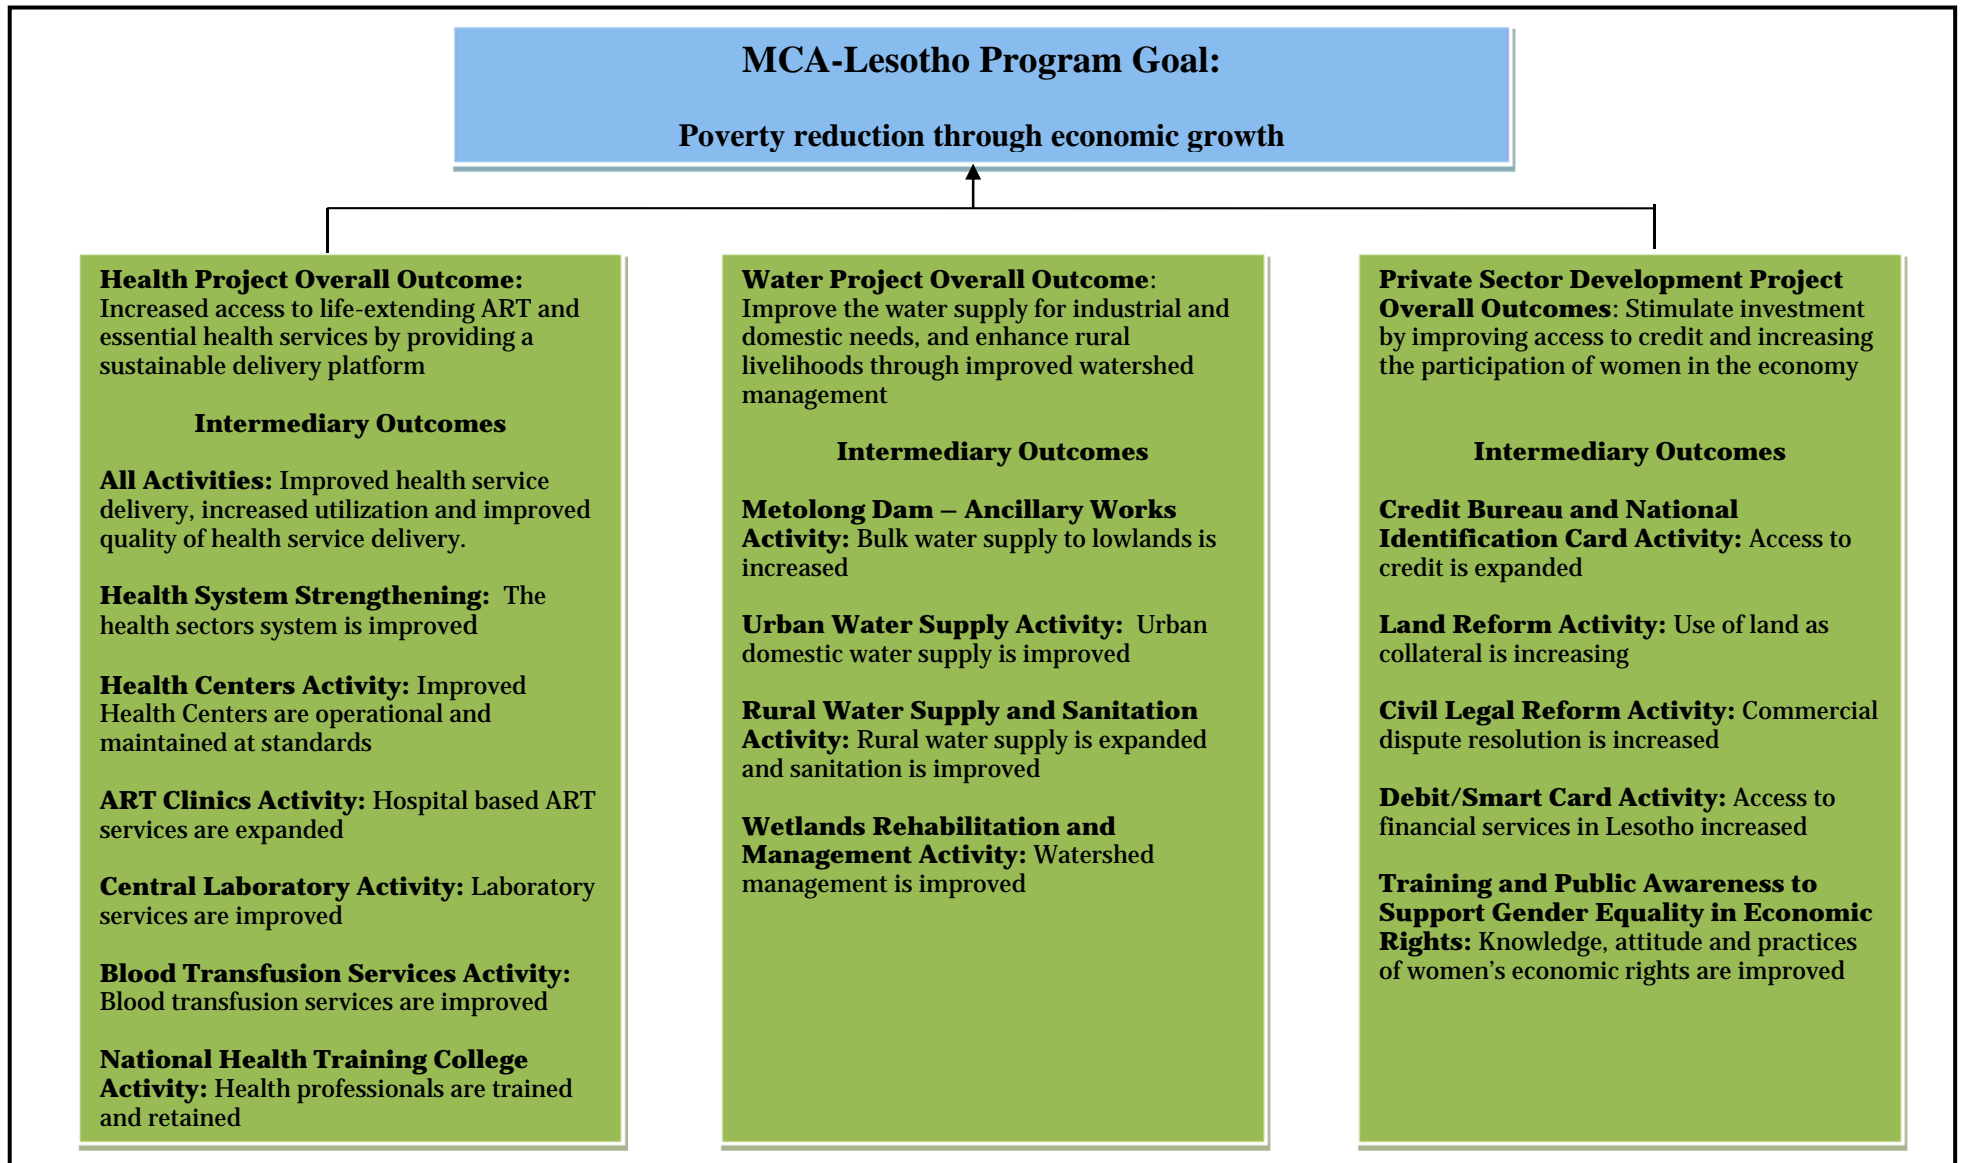 MCA-Lesotho Program Goal:
Poverty reduction through economic growth
Health Project Overall Outcome:
Increased access to life-extending ART and
essential health services by providing a
sustainable delivery platform
Intermediary Outcomes
All Activities: Improved health service
delivery, increased utilization and improved
quality of health service delivery.
Health System Strengthening: The
health sectors system is improved
Health Centers Activity: Improved
Health Centers are operational and
maintained at standards
ART Clinics Activity: Hospital based ART
services are expanded
Central Laboratory Activity: Laboratory
services are improved
Blood Transfusion Services Activity:
Blood transfusion services are improved
National Health Training College
Activity: Health professionals are trained
and retained
Water Project Overall Outcome:
Improve the water supply for industrial and
domestic needs, and enhance rural
livelihoods through improved watershed
management
Intermediary Outcomes
Metolong Dam – Ancillary Works
Activity: Bulk water supply to lowlands is
increased
Urban Water Supply Activity: Urban
domestic water supply is improved
Rural Water Supply and Sanitation
Activity: Rural water supply is expanded
and sanitation is improved
Wetlands Rehabilitation and
Management Activity: Watershed
management is improved
Private Sector Development Project
Overall Outcomes: Stimulate investment
by improving access to credit and increasing
the participation of women in the economy
Intermediary Outcomes
Credit Bureau and National
Identification Card Activity: Access to
credit is expanded
Land Reform Activity: Use of land as
collateral is increasing
Civil Legal Reform Activity: Commercial
dispute resolution is increased
Debit/Smart Card Activity: Access to
financial services in Lesotho increased
Training and Public Awareness to
Support Gender Equality in Economic
Rights: Knowledge, attitude and practices
of women’s economic rights are improved